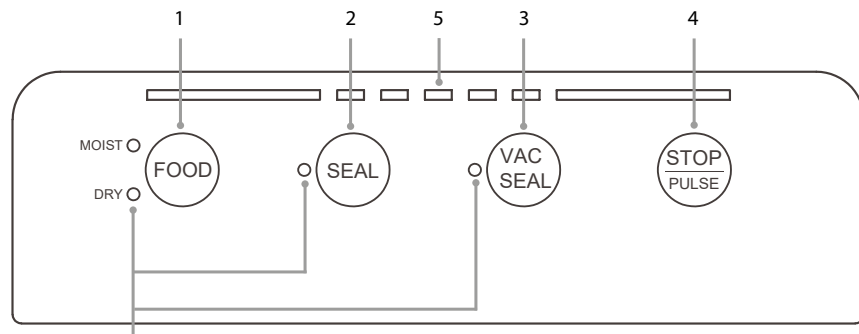 1 2 5 3 4
MOIST
FOOD
DRY
SEAL
VAC
SEAL
STOP
PULSE